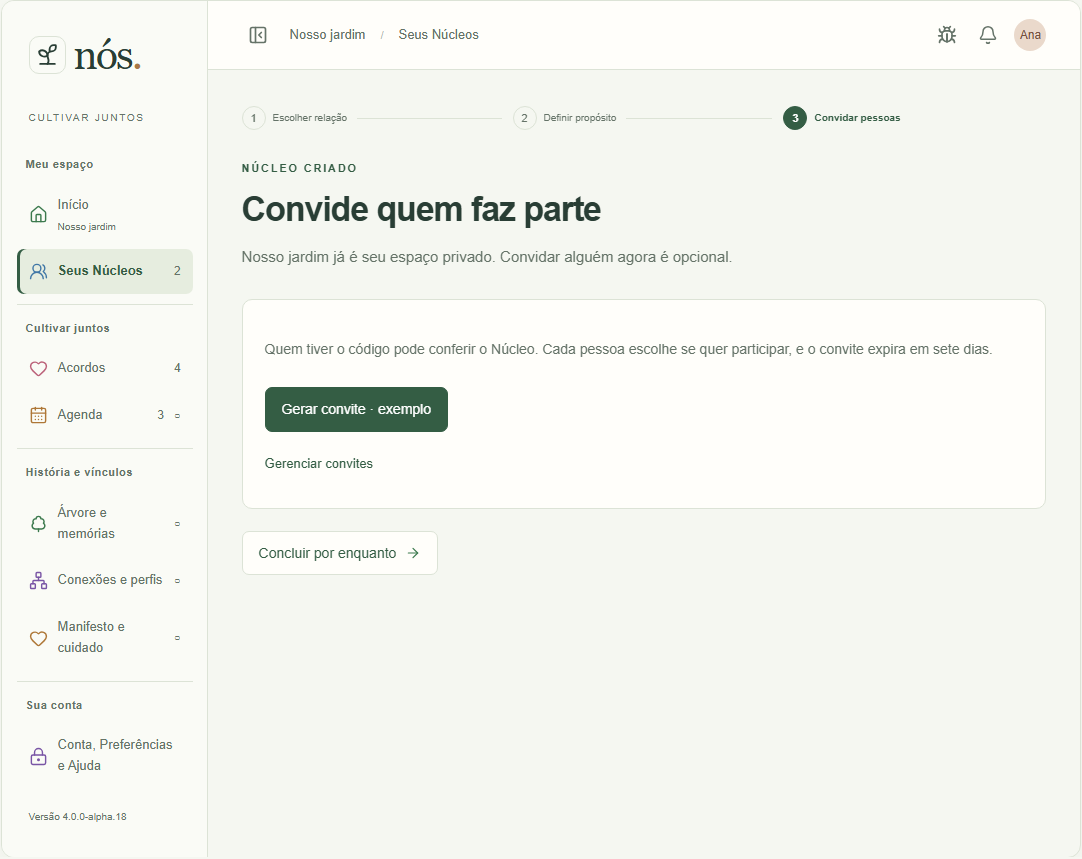 nós.
CULTIVAR JUNTOS
Meu espaço
Início
Nosso jardim
Seus Núcleos 2
Cultivar juntos
Acordos 4
Agenda 3
História e vínculos
Árvore e
memórias
Conexões e perfis
Manifesto e
cuidado
Sua conta
Conta, Preferências
e Ajuda
Versão 4.0.0-alpha.18
Nosso jardim / Seus Núcleos
Ana
1 Escolher relação 2 Definir propósito 3 Convidar pessoas
NÚCLEO CRIADO
Convide quem faz parte
Nosso jardim já é seu espaço privado. Convidar alguém agora é opcional.
Quem tiver o código pode conferir o Núcleo. Cada pessoa escolhe se quer participar, e o convite expira em sete dias.
Gerar convite · exemplo
Gerenciar convites
Concluir por enquanto →